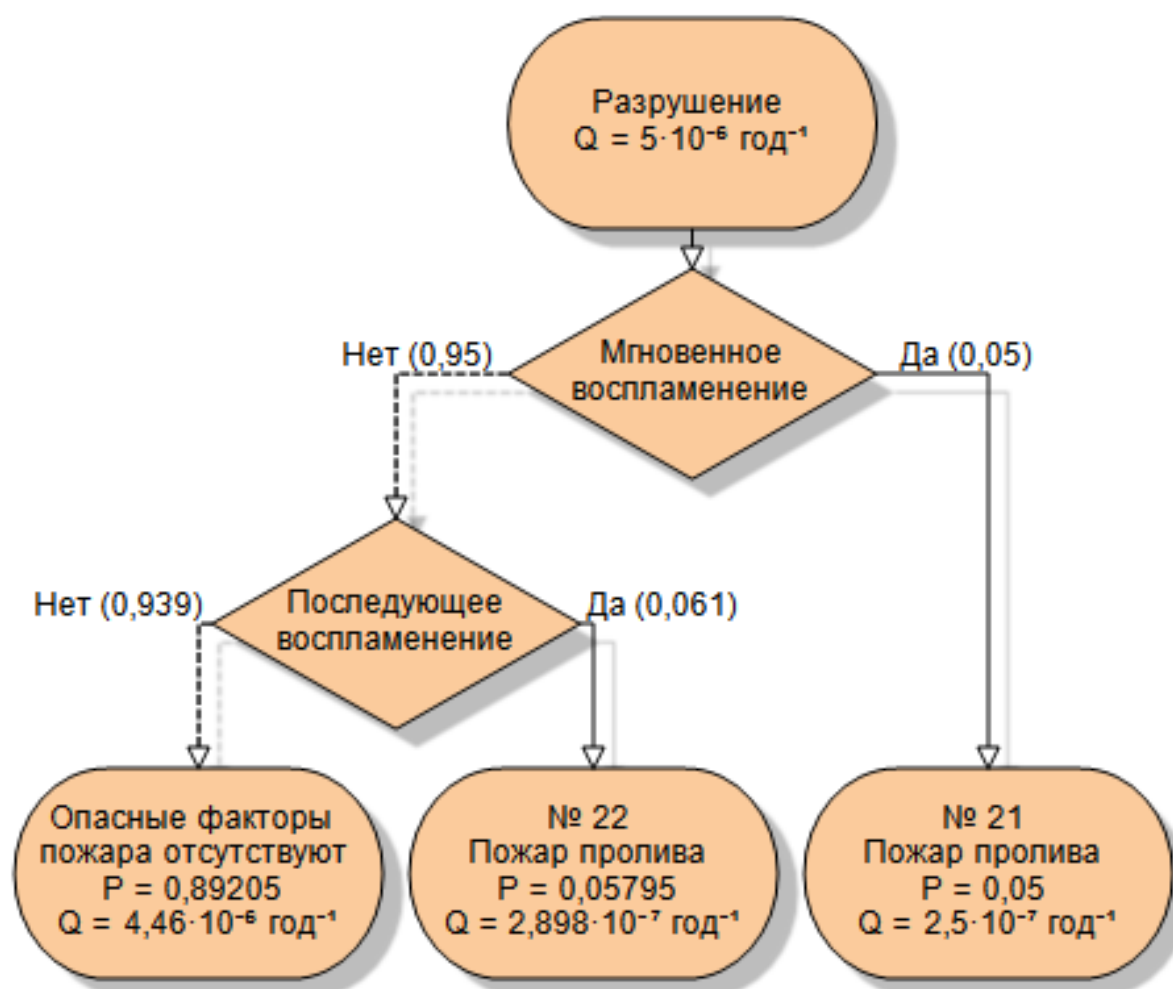 Разрушение
Q = 5·10⁻⁶ год⁻¹
Нет (0,95)
Мгновенное
воспламенение
Да (0,05)
Нет (0,939)
Последующее
воспламенение
Да (0,061)
Опасные факторы
пожара отсутствуют
P = 0,89205
Q = 4,46·10⁻⁶ год⁻¹
№ 22
Пожар пролива
P = 0,05795
Q = 2,898·10⁻⁷ год⁻¹
№ 21
Пожар пролива
P = 0,05
Q = 2,5·10⁻⁷ год⁻¹